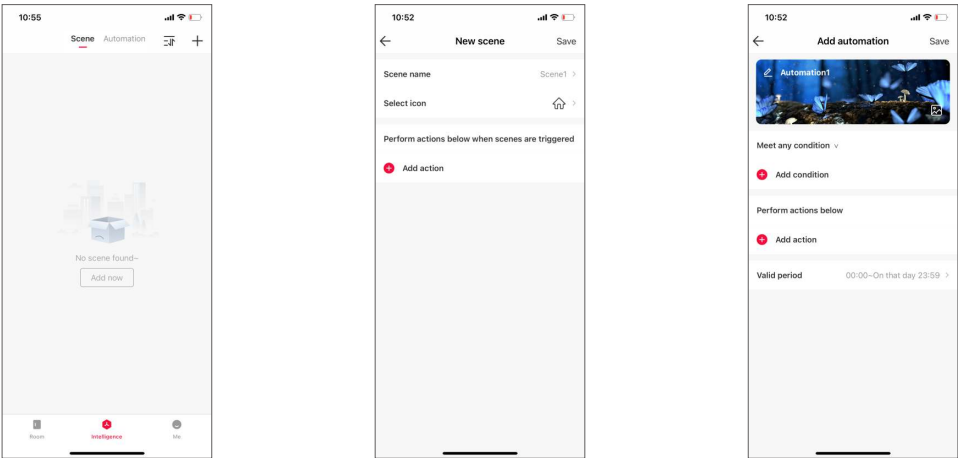 10:55
Scene Automation
No scene found~
Add now
Room Intelligence Me
10:52
New scene Save
Scene name Scene1
Select icon
Perform actions below when scenes are triggered
Add action
10:52
Add automation Save
Automation1
Meet any condition
Add condition
Perform actions below
Add action
Valid period 00:00~On that day 23:59